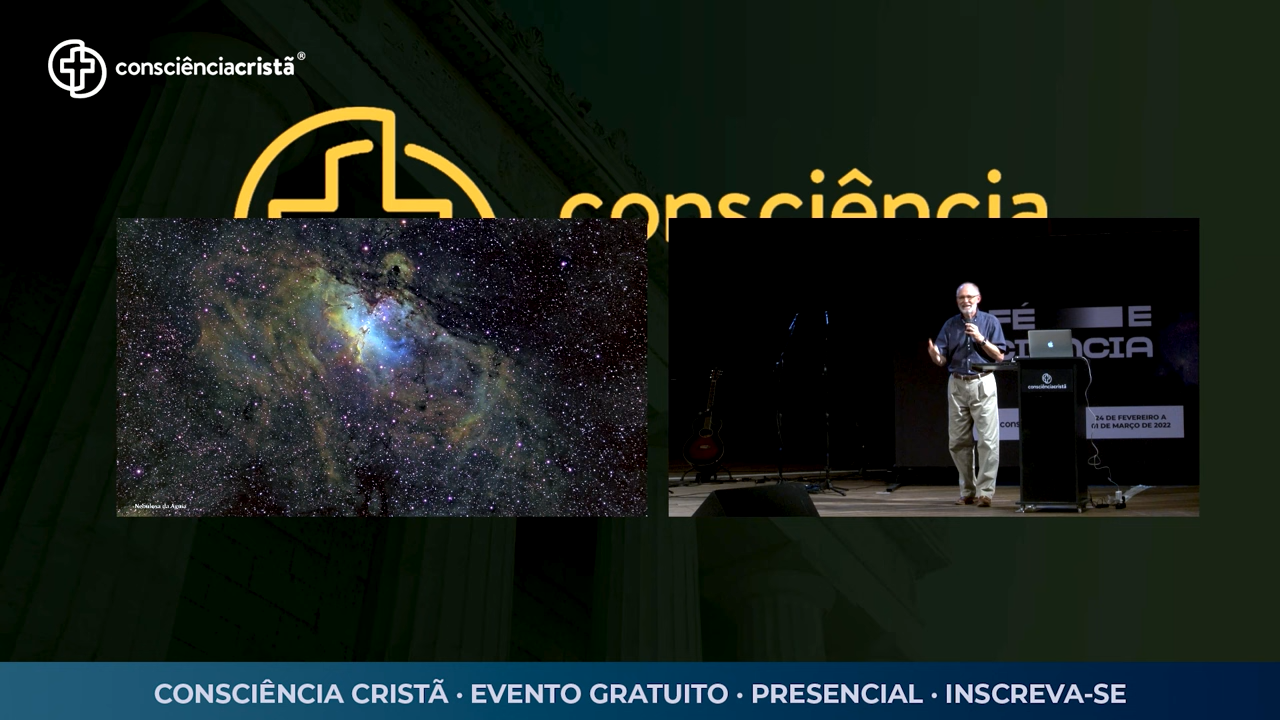 consciênciacristã®
consciência
Nebulosa da Águia
FÉ E
CIÊNCIA
consciênciacristã
24 DE FEVEREIRO A
01 DE MARÇO DE 2022
CONSCIÊNCIA CRISTÃ • EVENTO GRATUITO • PRESENCIAL • INSCREVA-SE